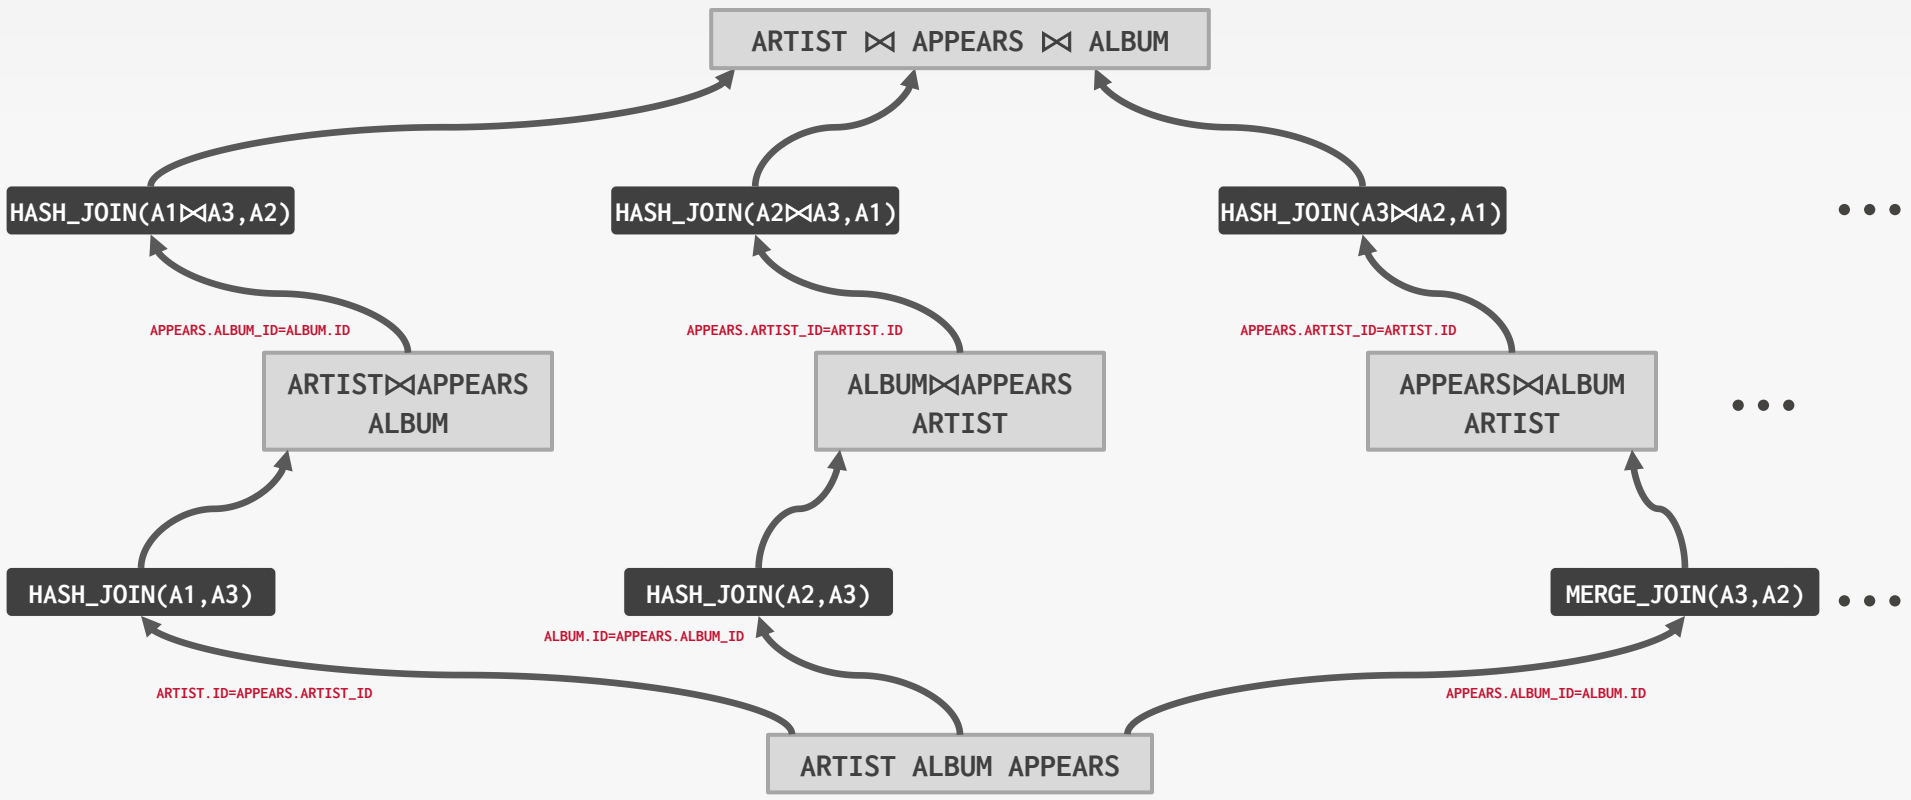 ARTIST ⋈ APPEARS ⋈ ALBUM
HASH_JOIN(A1⋈A3,A2)
HASH_JOIN(A2⋈A3,A1)
HASH_JOIN(A3⋈A2,A1)
•••
APPEARS.ALBUM_ID=ALBUM.ID
APPEARS.ARTIST_ID=ARTIST.ID
APPEARS.ARTIST_ID=ARTIST.ID
ARTIST⋈APPEARS
ALBUM
ALBUM⋈APPEARS
ARTIST
APPEARS⋈ALBUM
ARTIST
•••
HASH_JOIN(A1,A3)
HASH_JOIN(A2,A3)
MERGE_JOIN(A3,A2)
•••
ALBUM.ID=APPEARS.ALBUM_ID
ARTIST.ID=APPEARS.ARTIST_ID
APPEARS.ALBUM_ID=ALBUM.ID
ARTIST ALBUM APPEARS